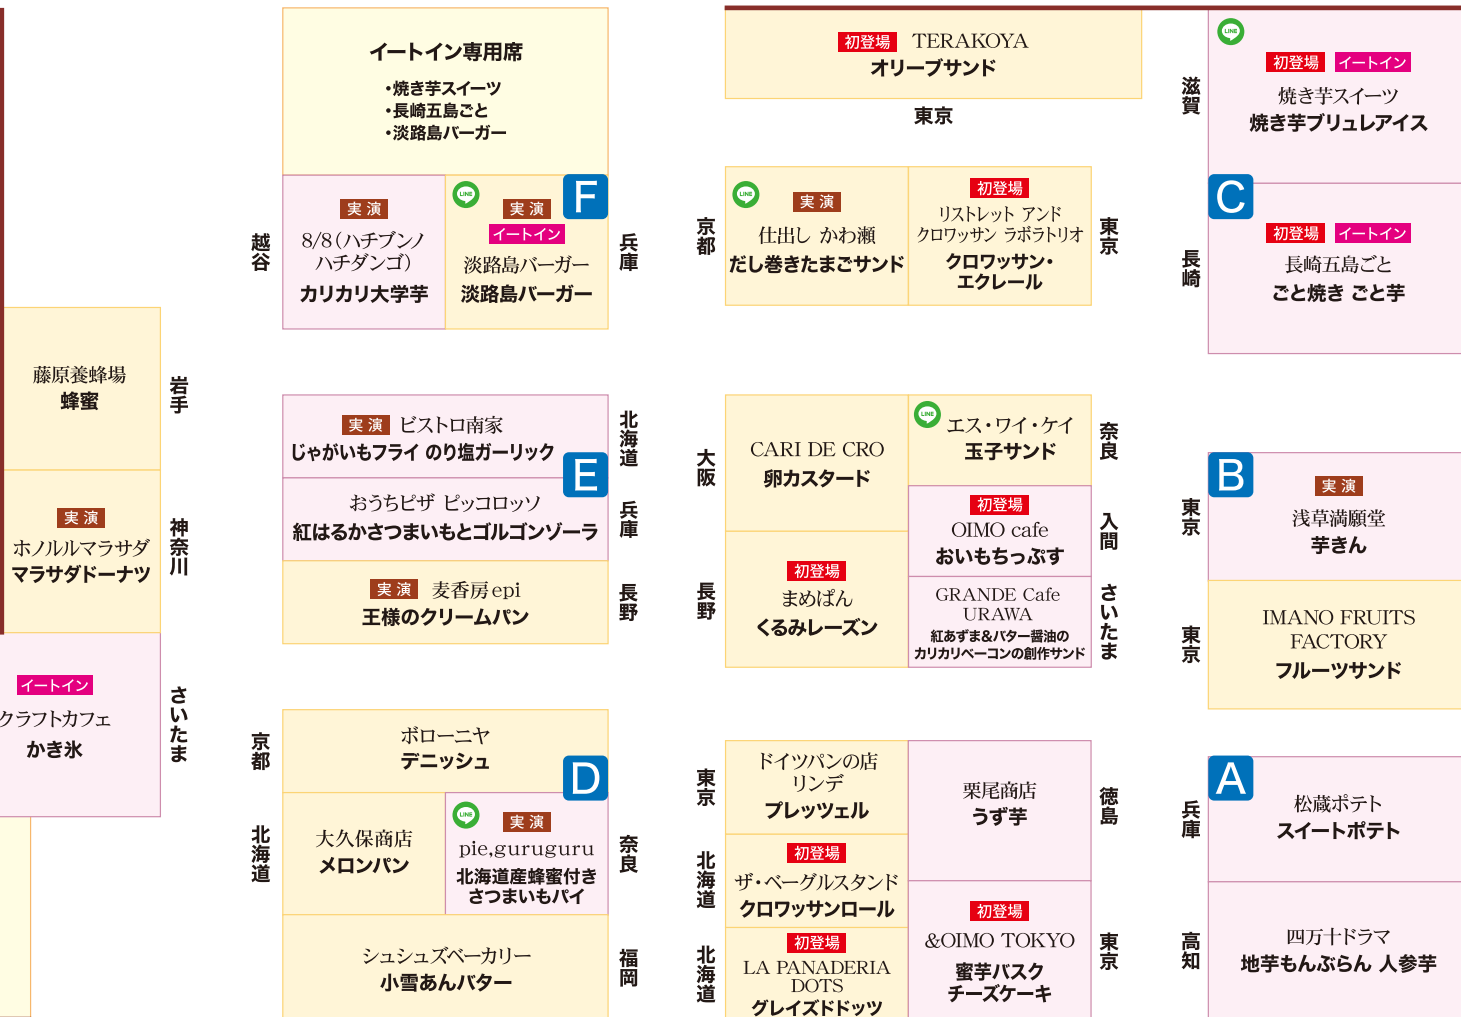 藤原養蜂場
蜂蜜
岩手
実演
ホノルルマラサダ
マラサダドーナツ
神奈川
イートイン
クラフトカフェ
かき氷
さいたま
イートイン専用席
・焼き芋スイーツ
・長崎五島ごと
・淡路島バーガー
越谷
実演
8/8(ハチブンノ
ハチダンゴ)
カリカリ大学芋
LINE
F
実演
イートイン
淡路島バーガー
淡路島バーガー
兵庫
実演 ビストロ南家
じゃがいもフライ のり塩ガーリック
北海道
E
おうちピザ ピッコロッソ
紅はるかさつまいもとゴルゴンゾーラ
兵庫
実演 麦香房epi
王様のクリームパン
長野
京都
ボローニヤ
デニッシュ
D
北海道
大久保商店
メロンパン
LINE
実演
pie,guruguru
北海道産蜂蜜付き
さつまいもパイ
奈良
シュシュズベーカリー
小雪あんバター
福岡
初登場 TERAKOYA
オリーブサンド
東京
京都
LINE
実演
仕出し かわ瀬
だし巻きたまごサンド
初登場
リストレット アンド
クロワッサン ラボラトリオ
クロワッサン・
エクレール
東京
大阪
CARI DE CRO
卵カスタード
LINE
エス・ワイ・ケイ
玉子サンド
奈良
初登場
OIMO cafe
おいもちっぷす
入間
長野
初登場
まめぱん
くるみレーズン
GRANDE Cafe
URAWA
紅あずま&バター醤油の
カリカリベーコンの創作サンド
さいたま
東京
ドイツパンの店
リンデ
プレッツェル
栗尾商店
うず芋
徳島
北海道
初登場
ザ・ベーグルスタンド
クロワッサンロール
北海道
初登場
LA PANADERIA
DOTS
グレイズドドッツ
初登場
&OIMO TOKYO
蜜芋バスク
チーズケーキ
東京
滋賀
LINE
初登場 イートイン
焼き芋スイーツ
焼き芋ブリュレアイス
C
長崎
初登場 イートイン
長崎五島ごと
ごと焼き ごと芋
B
東京
実演
浅草満願堂
芋きん
東京
IMANO FRUITS
FACTORY
フルーツサンド
A
兵庫
松蔵ポテト
スイートポテト
高知
四万十ドラマ
地芋もんぶらん 人参芋